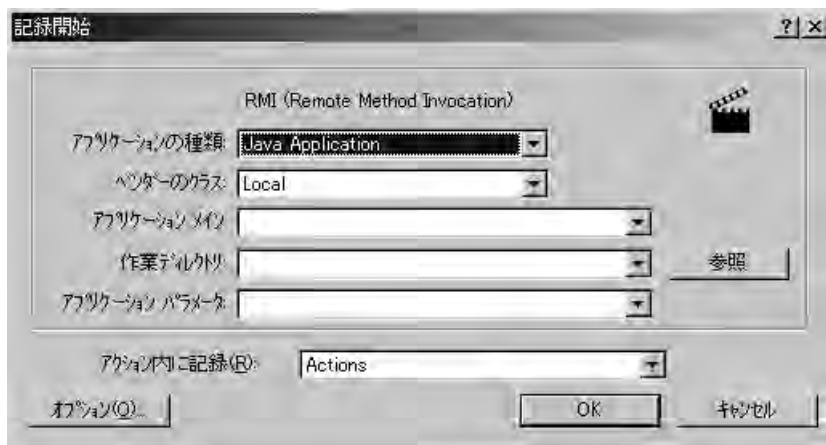 記録開始
RMI (Remote Method Invocation)
アプリケーションの種類: Java Application
ベンダーのクラス: Local
アプリケーション メイン
作業ディレクトリ:
参照
アプリケーション パラメータ:
アクション内に記録(R): Actions
オプション(O)...
OK
キャンセル